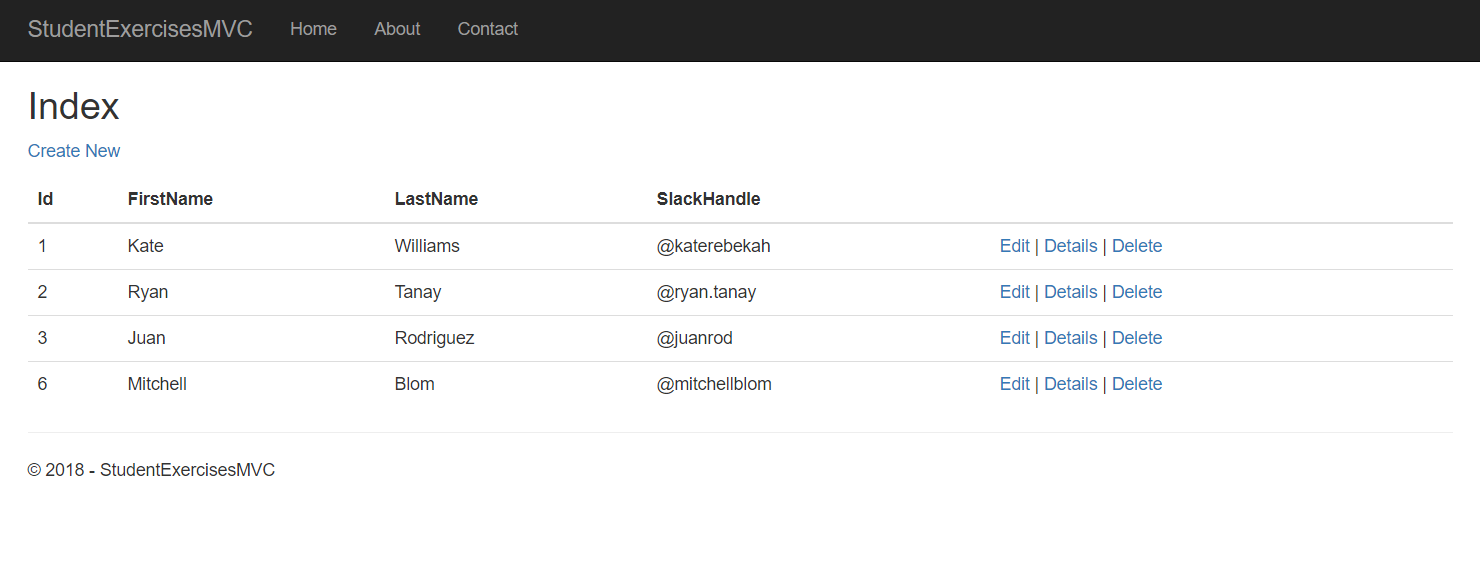 StudentExercisesMVC Home About Contact
Index
Create New
Id FirstName LastName SlackHandle
1 Kate Williams @katerebekah Edit | Details | Delete
2 Ryan Tanay @ryan.tanay Edit | Details | Delete
3 Juan Rodriguez @juanrod Edit | Details | Delete
6 Mitchell Blom @mitchellblom Edit | Details | Delete
© 2018 - StudentExercisesMVC